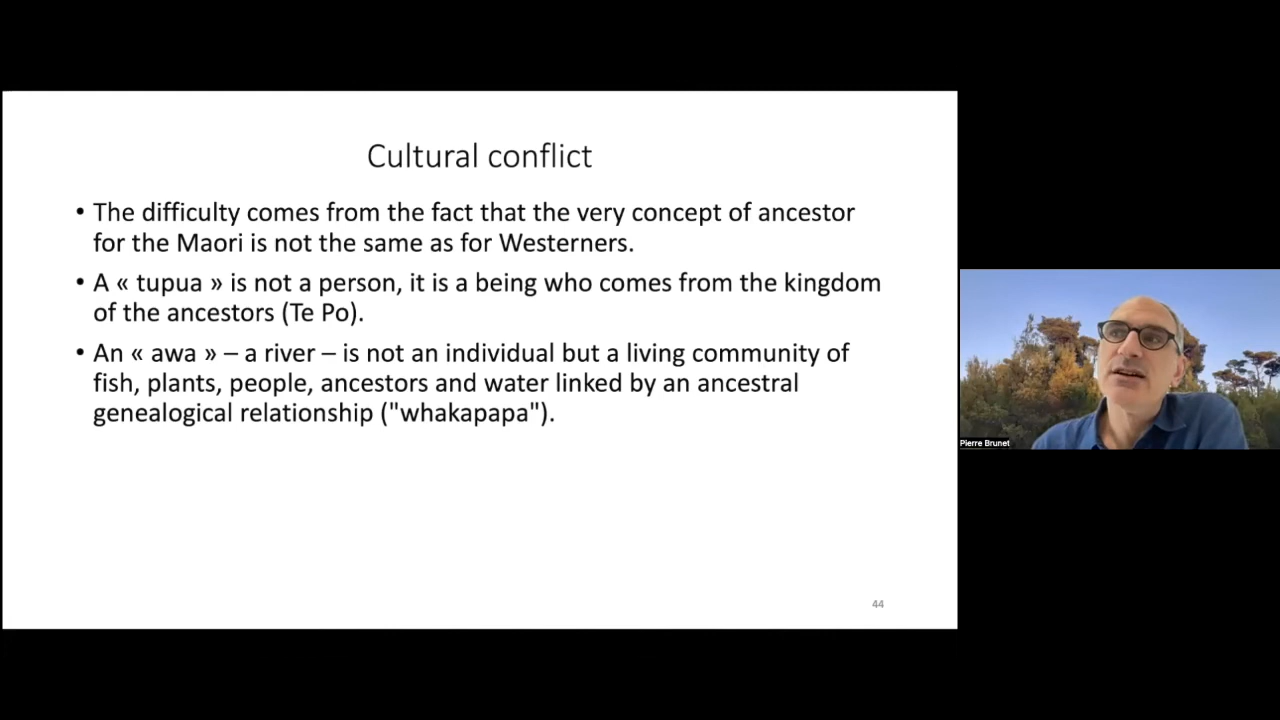 Cultural conflict
• The difficulty comes from the fact that the very concept of ancestor
for the Maori is not the same as for Westerners.
• A « tupua » is not a person, it is a being who comes from the kingdom
of the ancestors (Te Po).
• An « awa » – a river – is not an individual but a living community of
fish, plants, people, ancestors and water linked by an ancestral
genealogical relationship ("whakapapa").
44
Pierre Brunet